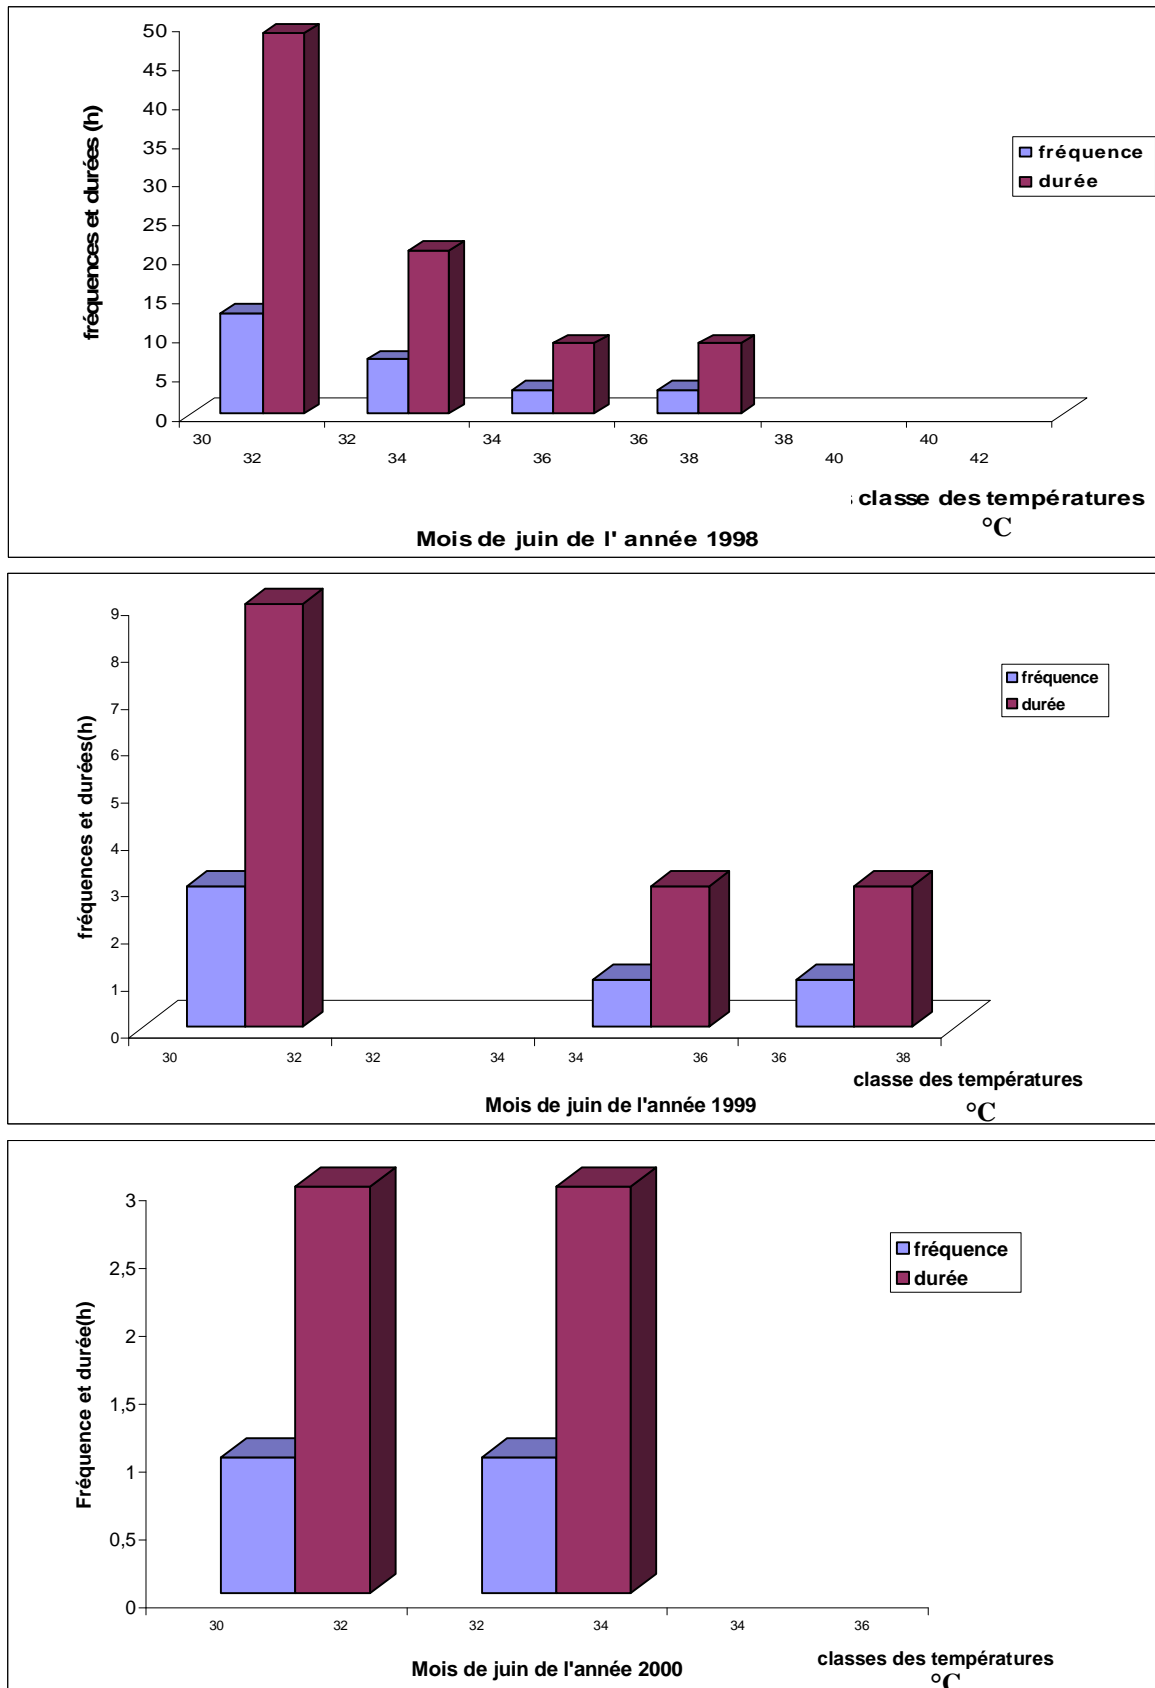 50
45
40
35
30
25
20
15
10
5
0
fréquences et durées (h)
fréquence
durée
30 32 34 36 38 40
32 34 36 38 40 42
classe des températures
°C
Mois de juin de l' année 1998
9
8
7
6
5
4
3
2
1
0
fréquences et durées(h)
fréquence
durée
30 32 32 34 34 36 36 38
classe des températures
Mois de juin de l'année 1999
°C
3
2,5
2
1,5
1
0,5
0
Fréquence et durée(h)
fréquence
durée
30 32 32 34 34 36
classes des températures
Mois de juin de l'année 2000
°C